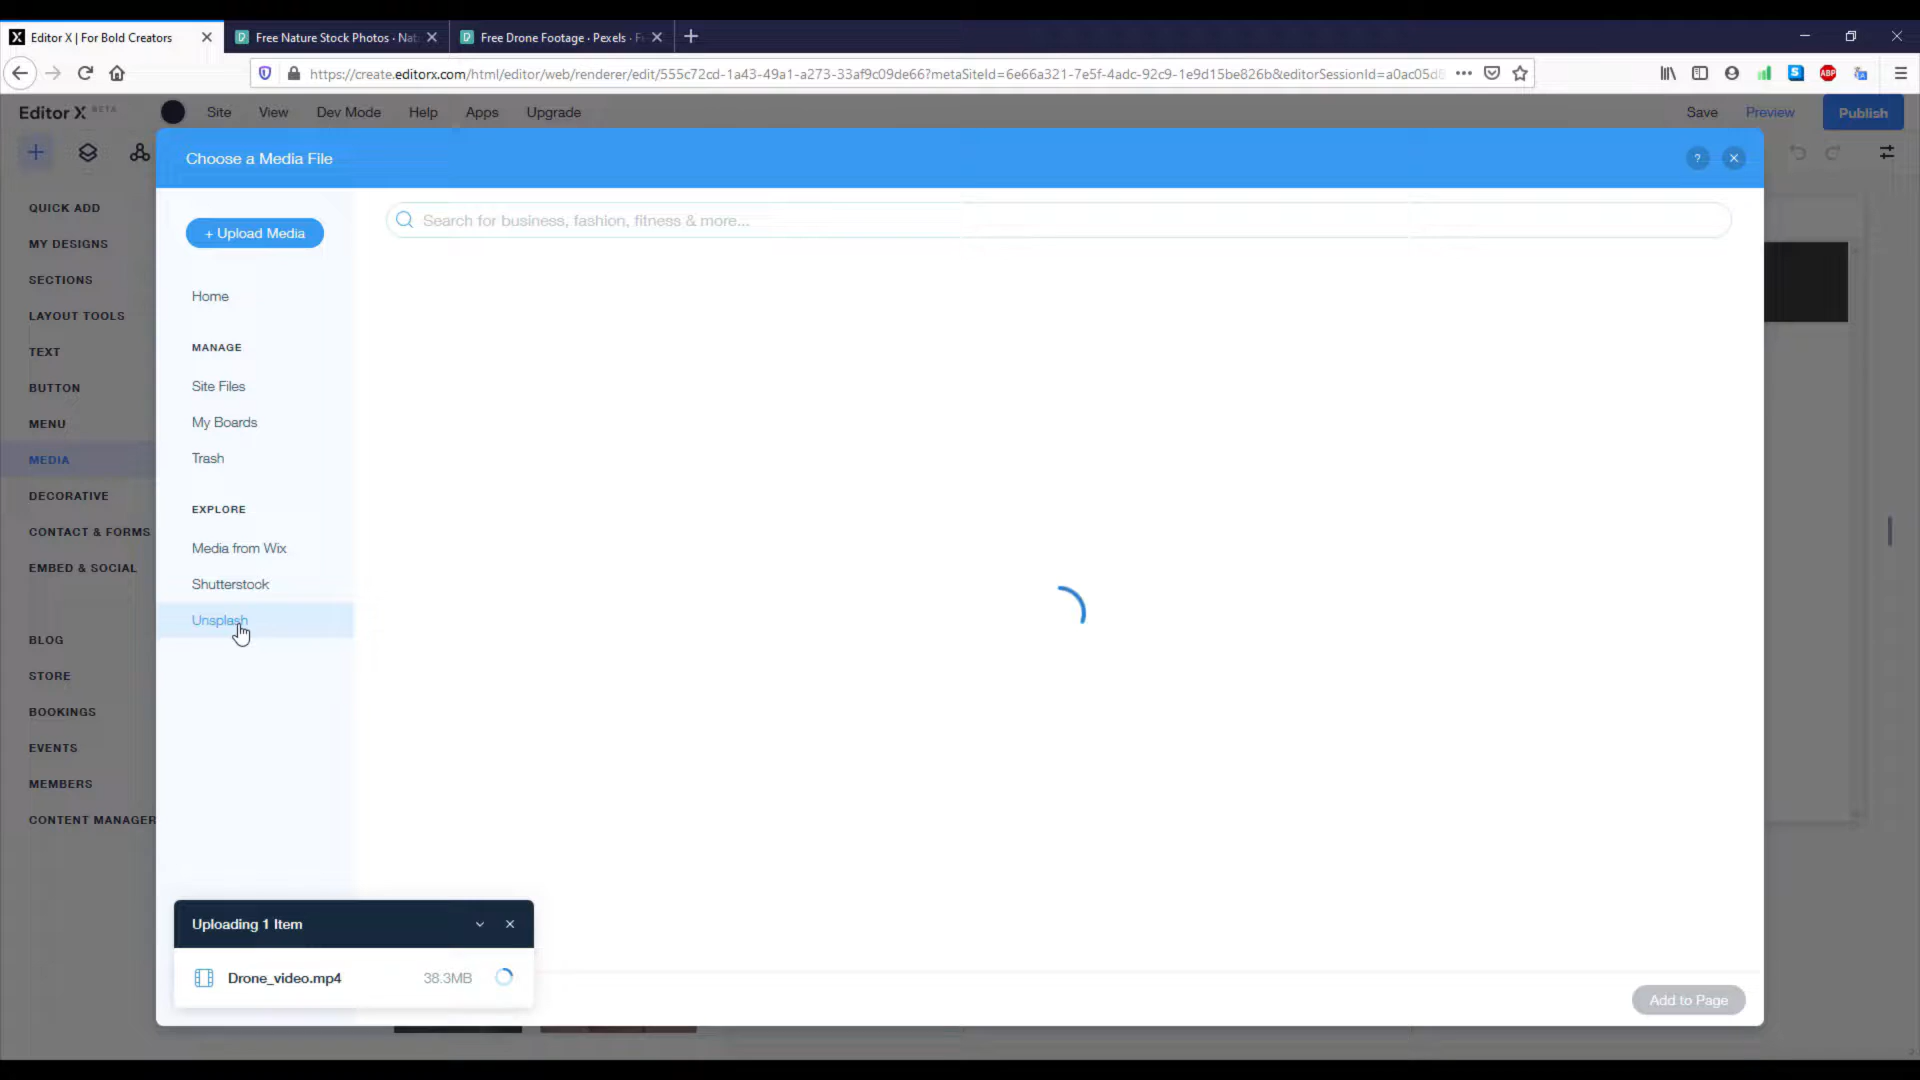 Editor X | For Bold Creators
Free Nature Stock Photos · Nat
Free Drone Footage · Pexels · F
https://create.editorx.com/html/editor/web/renderer/edit/555c72cd-1a43-49a1-a273-33af9c09de66?metaSiteId=6e66a321-7e5f-4adc-92c9-1e9d15be826b&editorSessionId=a0ac05d8
ABP
Editor X BETA
Site
View
Dev Mode
Help
Apps
Upgrade
Save
Preview
Publish
Choose a Media File
?
QUICK ADD
MY DESIGNS
SECTIONS
LAYOUT TOOLS
TEXT
BUTTON
MENU
MEDIA
DECORATIVE
CONTACT & FORMS
EMBED & SOCIAL
BLOG
STORE
BOOKINGS
EVENTS
MEMBERS
CONTENT MANAGER
+ Upload Media
Home
MANAGE
Site Files
My Boards
Trash
EXPLORE
Media from Wix
Shutterstock
Unsplash
Search for business, fashion, fitness & more...
Uploading 1 Item
Drone_video.mp4
38.3MB
Add to Page